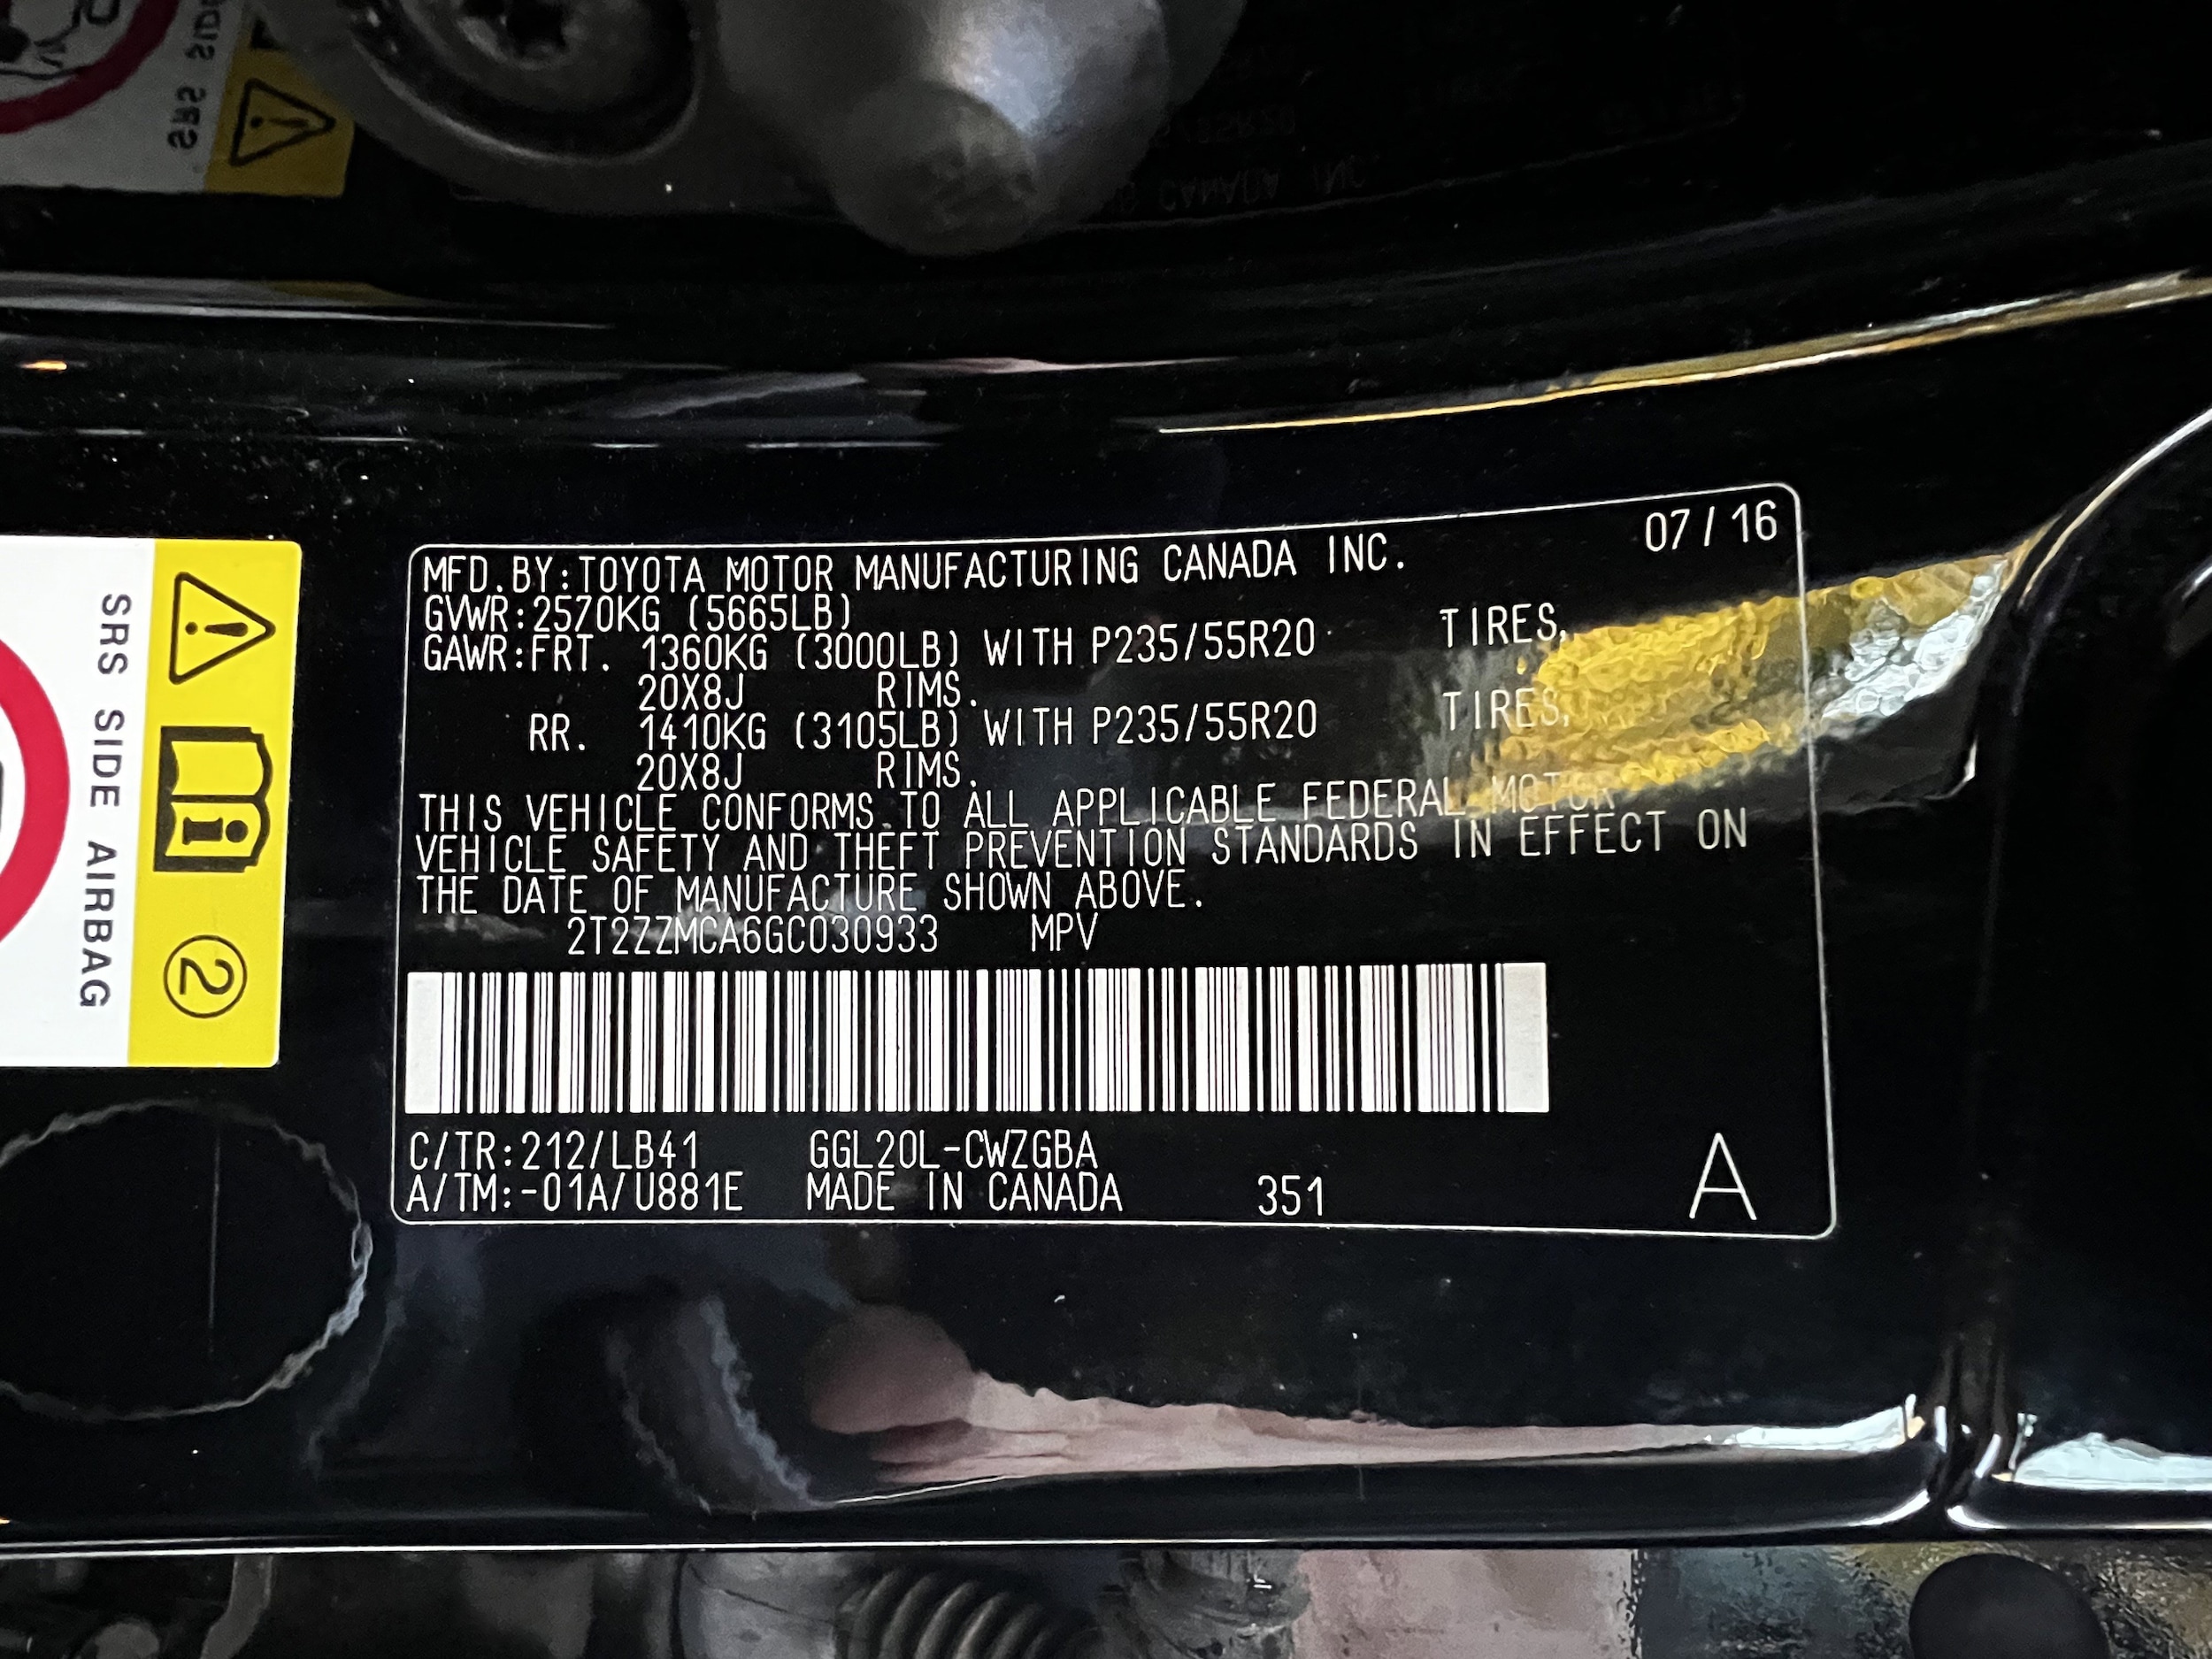 07/16
MFD.BY:TOYOTA MOTOR MANUFACTURING CANADA INC.
GVWR:2570KG (5665LB)
GAWR:FRT. 1360KG (3000LB) WITH P235/55R20 TIRES,
20X8J RIMS.
RR. 1410KG (3105LB) WITH P235/55R20 TIRES,
20X8J RIMS.
THIS VEHICLE CONFORMS TO ALL APPLICABLE FEDERAL MOTOR
VEHICLE SAFETY AND THEFT PREVENTION STANDARDS IN EFFECT ON
THE DATE OF MANUFACTURE SHOWN ABOVE.
2T2ZZMCA6GC030933 MPV
C/TR:212/LB41 GGL20L-CWZGBA
A/TM:-01A/U881E MADE IN CANADA 351 A
SRS SIDE AIRBAG
2